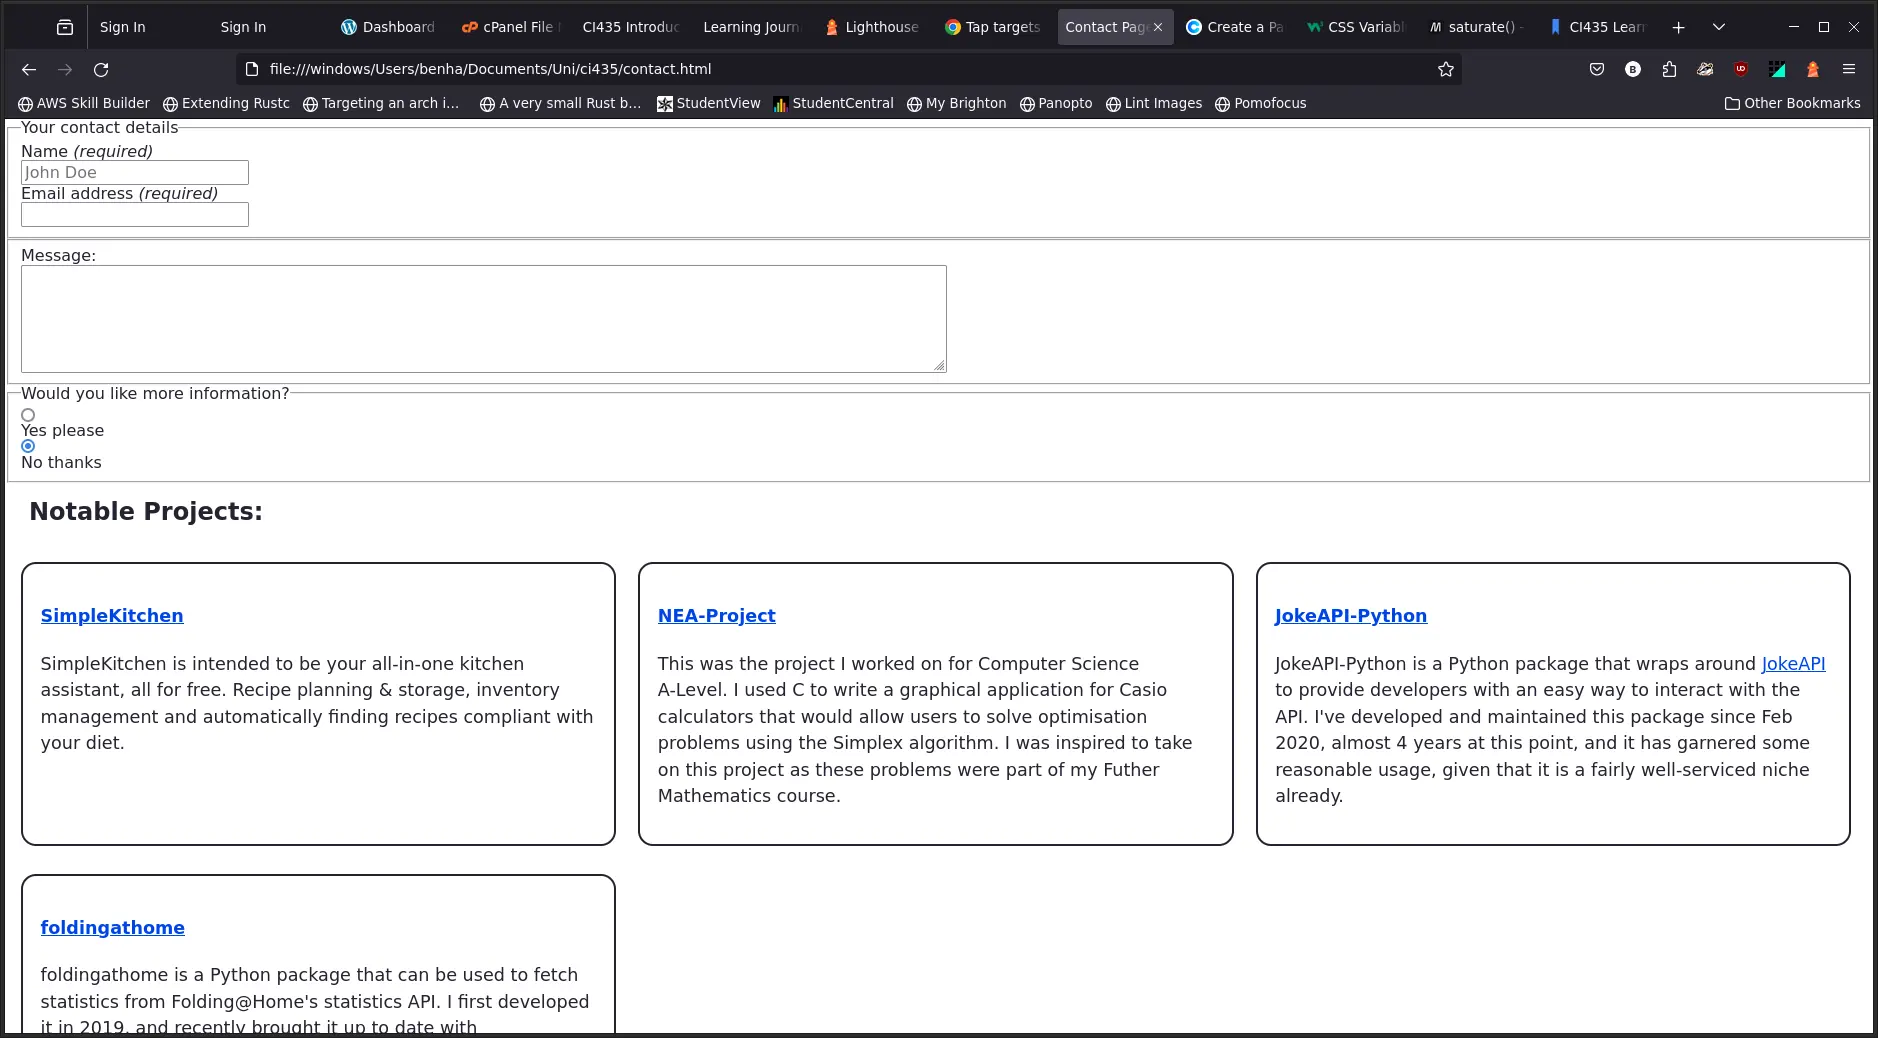 Sign In
Sign In
Dashboard
cPanel File
CI435 Introduc
Learning Journ
Lighthouse
Tap targets
Contact Pag
Create a Pa
CSS Variabl
saturate() -
CI435 Learn
file:///windows/Users/benha/Documents/Uni/ci435/contact.html
AWS Skill Builder
Extending Rustc
Targeting an arch i…
A very small Rust b…
StudentView
StudentCentral
My Brighton
Panopto
Lint Images
Pomofocus
Other Bookmarks
Your contact details
Name (required)
John Doe
Email address (required)
Message:
Would you like more information?
Yes please
No thanks
Notable Projects:
SimpleKitchen
SimpleKitchen is intended to be your all-in-one kitchen
assistant, all for free. Recipe planning & storage, inventory
management and automatically finding recipes compliant with
your diet.
NEA-Project
This was the project I worked on for Computer Science
A-Level. I used C to write a graphical application for Casio
calculators that would allow users to solve optimisation
problems using the Simplex algorithm. I was inspired to take
on this project as these problems were part of my Futher
Mathematics course.
JokeAPI-Python
JokeAPI-Python is a Python package that wraps around JokeAPI
to provide developers with an easy way to interact with the
API. I've developed and maintained this package since Feb
2020, almost 4 years at this point, and it has garnered some
reasonable usage, given that it is a fairly well-serviced niche
already.
foldingathome
foldingathome is a Python package that can be used to fetch
statistics from Folding@Home's statistics API. I first developed
it in 2019, and recently brought it up to date with